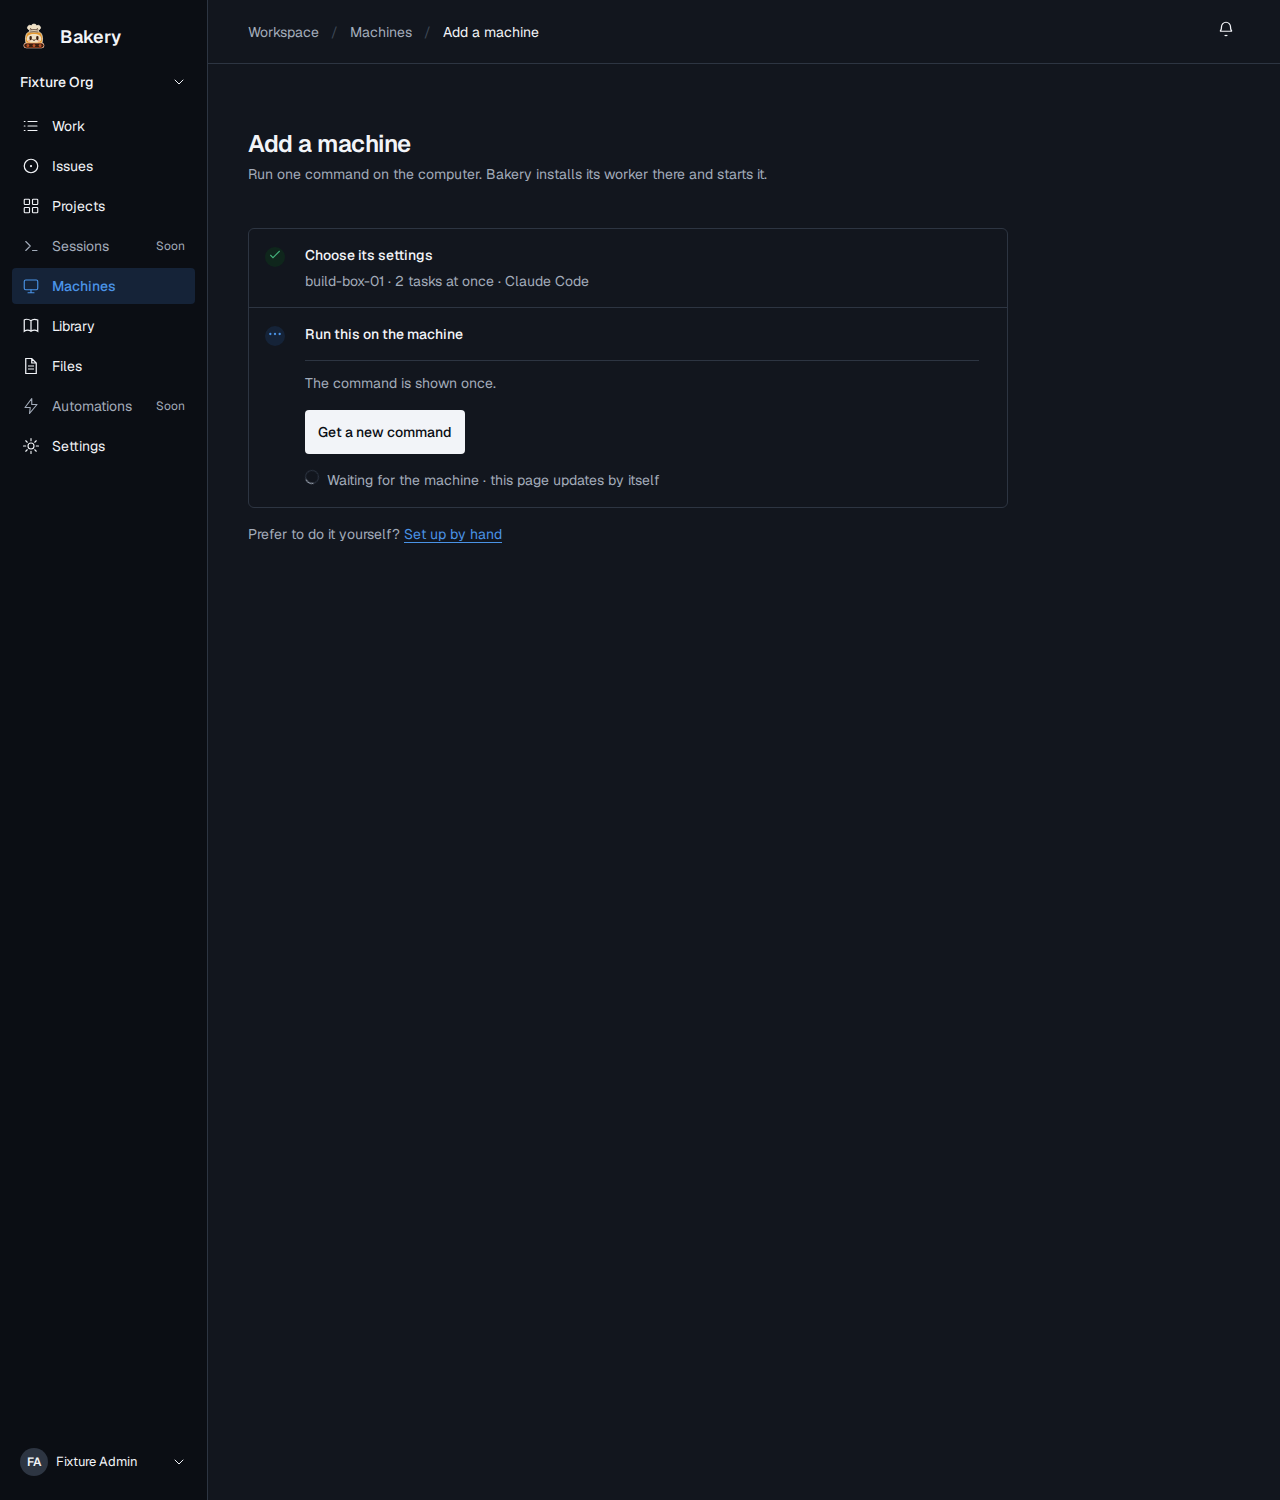 Bakery
Fixture Org
Work
Issues
Projects
Sessions Soon
Machines
Library
Files
Automations Soon
Settings
FA Fixture Admin
Workspace / Machines / Add a machine
Add a machine
Run one command on the computer. Bakery installs its worker there and starts it.
Choose its settings
build-box-01 · 2 tasks at once · Claude Code
Run this on the machine
The command is shown once.
Get a new command
Waiting for the machine · this page updates by itself
Prefer to do it yourself? Set up by hand